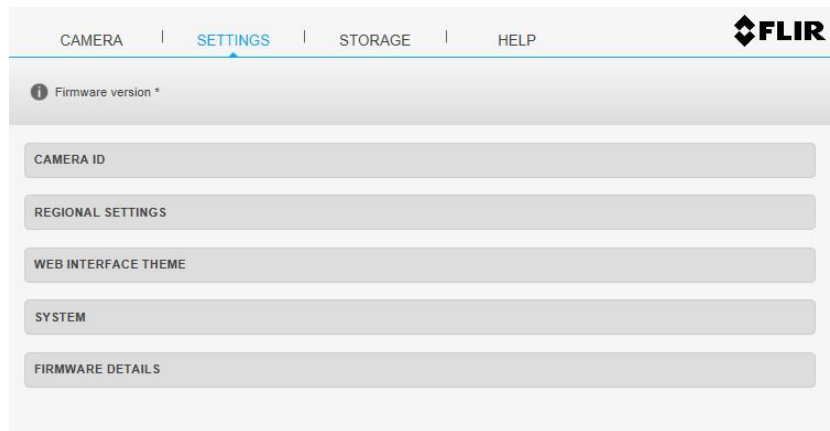 CAMERA | SETTINGS | STORAGE | HELP FLIR
Firmware version *
CAMERA ID
REGIONAL SETTINGS
WEB INTERFACE THEME
SYSTEM
FIRMWARE DETAILS